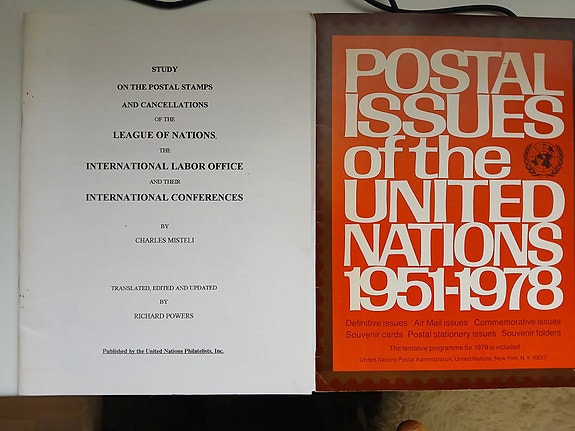 STUDY
ON THE POSTAL STAMPS
AND CANCELLATIONS
OF THE
LEAGUE OF NATIONS,
THE
INTERNATIONAL LABOR OFFICE
AND THEIR
INTERNATIONAL CONFERENCES
BY
CHARLES MISTELI
TRANSLATED, EDITED AND UPDATED
BY
RICHARD POWERS
Published by the United Nations Philatelists, Inc.
POSTAL
ISSUES
of the
UNITED
NATIONS
1951-1978
Definitive issues Air Mail issues Commemorative issues
Souvenir cards Postal stationery issues Souvenir folders
The tentative programme for 1979 is included
United Nations Postal Administration, United Nations, New York, N.Y. 10017